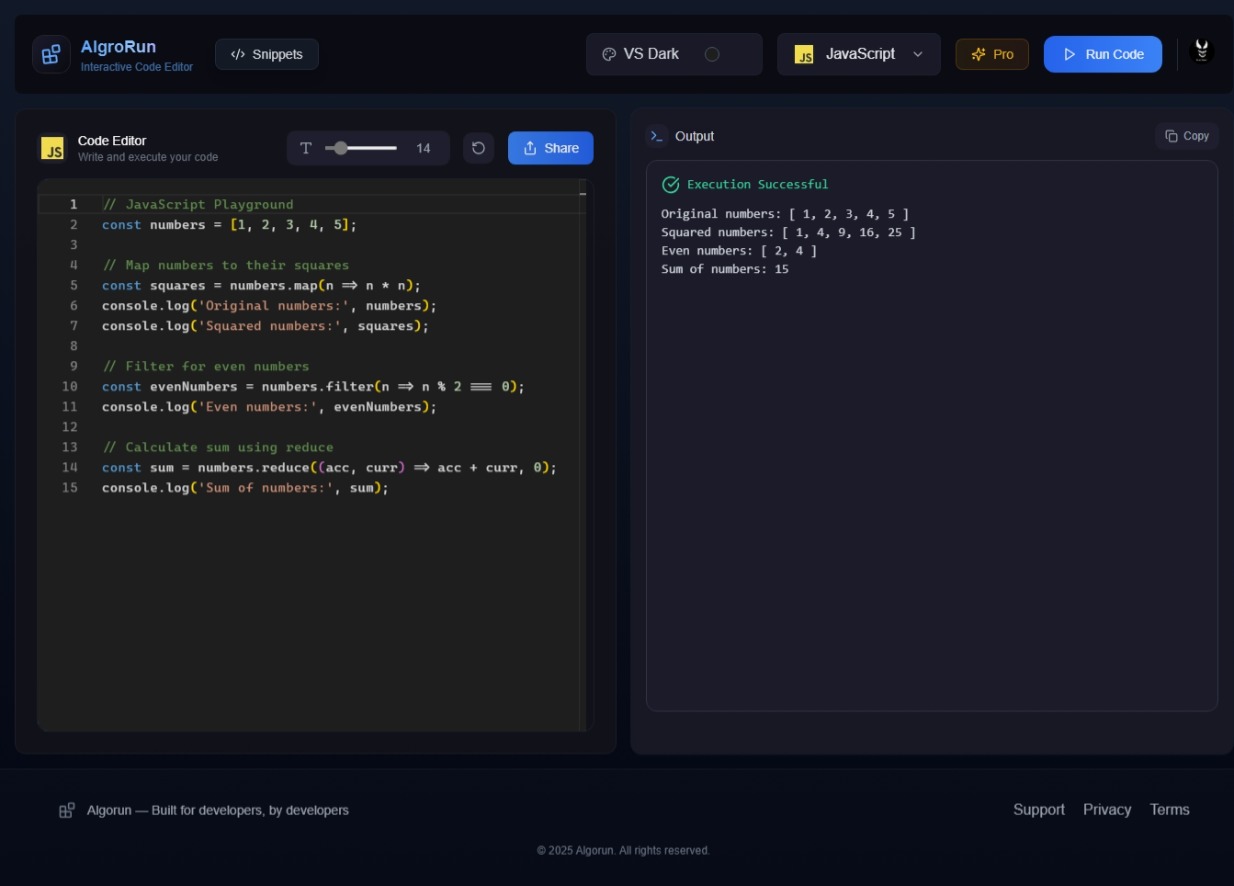 AlgroRun
Interactive Code Editor
</> Snippets
VS Dark
JS JavaScript
Pro
Run Code
JS
Code Editor
Write and execute your code
T 14
Share
Output
Copy
1 // JavaScript Playground
2 const numbers = [1, 2, 3, 4, 5];
3
4 // Map numbers to their squares
5 const squares = numbers.map(n => n * n);
6 console.log('Original numbers:', numbers);
7 console.log('Squared numbers:', squares);
8
9 // Filter for even numbers
10 const evenNumbers = numbers.filter(n => n % 2 === 0);
11 console.log('Even numbers:', evenNumbers);
12
13 // Calculate sum using reduce
14 const sum = numbers.reduce((acc, curr) => acc + curr, 0);
15 console.log('Sum of numbers:', sum);
Execution Successful
Original numbers: [ 1, 2, 3, 4, 5 ]
Squared numbers: [ 1, 4, 9, 16, 25 ]
Even numbers: [ 2, 4 ]
Sum of numbers: 15
Algorun — Built for developers, by developers
Support Privacy Terms
© 2025 Algorun. All rights reserved.